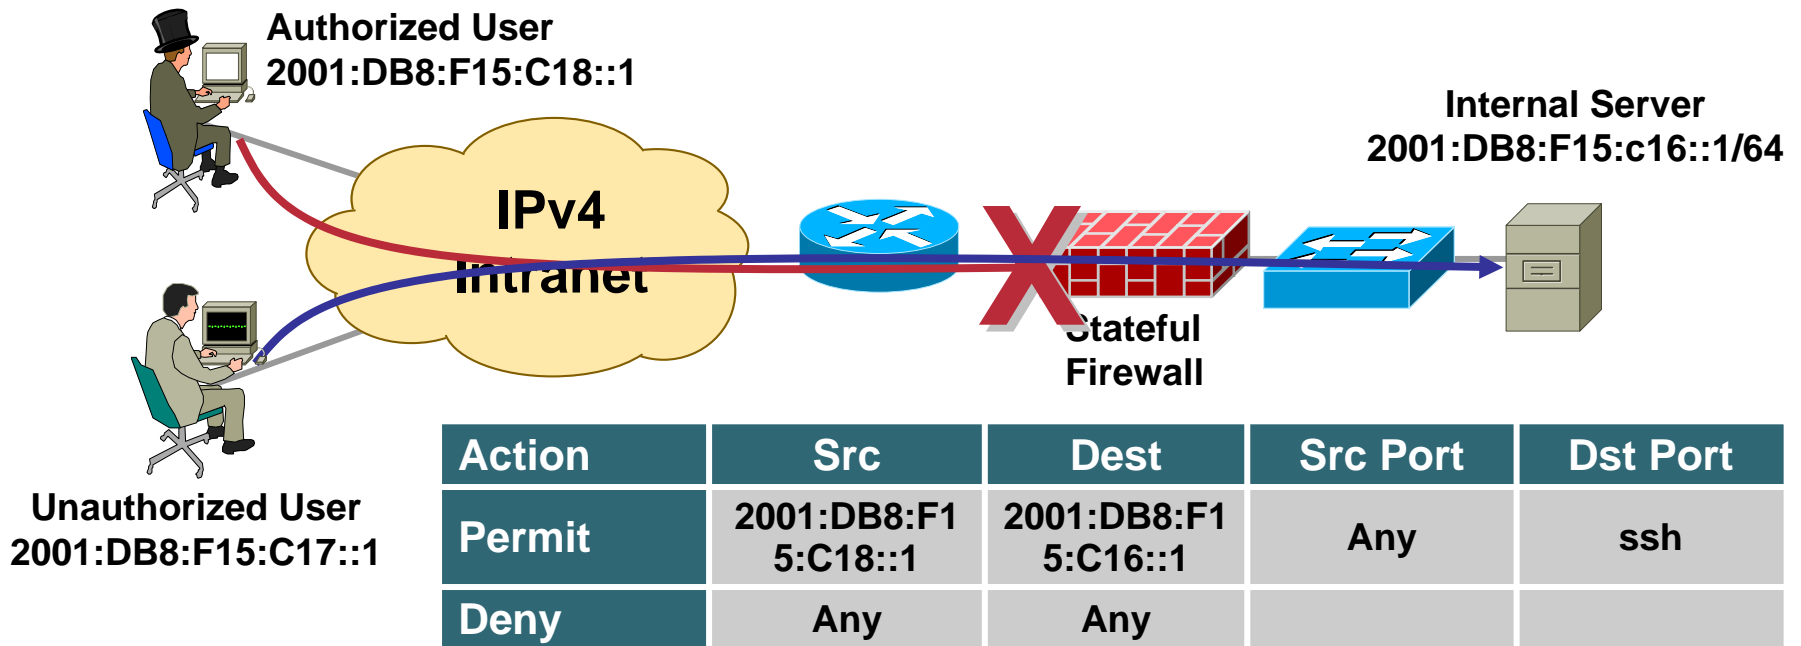 Authorized User
2001:DB8:F15:C18::1
Internal Server
2001:DB8:F15:c16::1/64
IPv4
Intranet
Stateful
Firewall
Unauthorized User
2001:DB8:F15:C17::1
Action Src Dest Src Port Dst Port
Permit 2001:DB8:F1 2001:DB8:F1 Any ssh
5:C18::1 5:C16::1
Deny Any Any